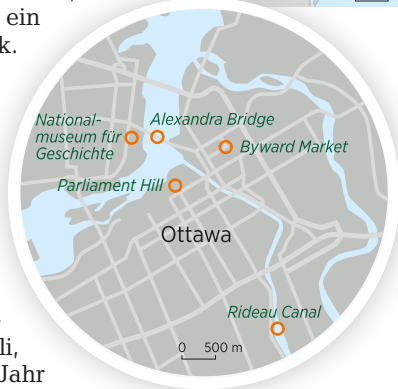 ein
k.
National-
museum für
Geschichte
Alexandra Bridge
Byward Market
Parliament Hill
Ottawa
Rideau Canal
0 500 m
li,
Jahr